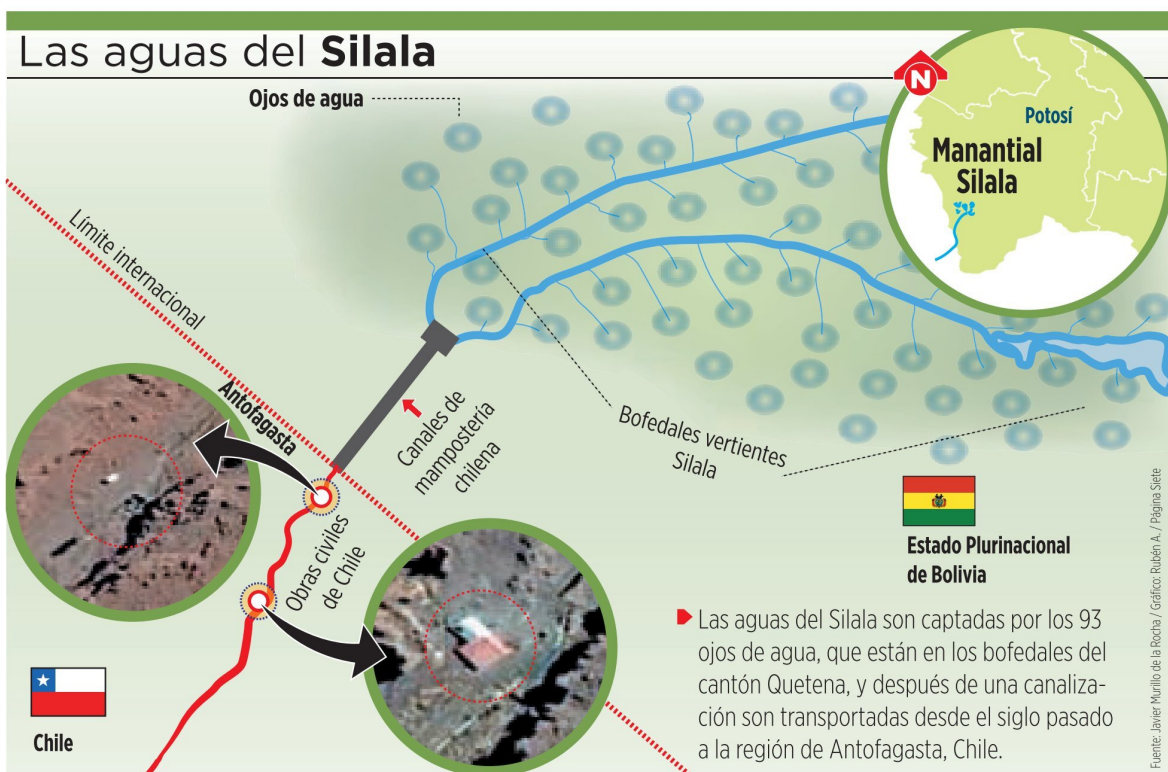 Las aguas del Silala
Ojos de agua
N
Potosí
Manantial
Silala
Límite internacional
Antofagasta
Canales de
mampostería
chilena
Bofedales vertientes
Silala
Obras civiles
de Chile
Estado Plurinacional
de Bolivia
Chile
Las aguas del Silala son captadas por los 93
ojos de agua, que están en los bofedales del
cantón Quetena, y después de una canaliza-
ción son transportadas desde el siglo pasado
a la región de Antofagasta, Chile.
Fuente: Javier Murillo de la Rocha / Gráfico: Rubén A. / Página Siete